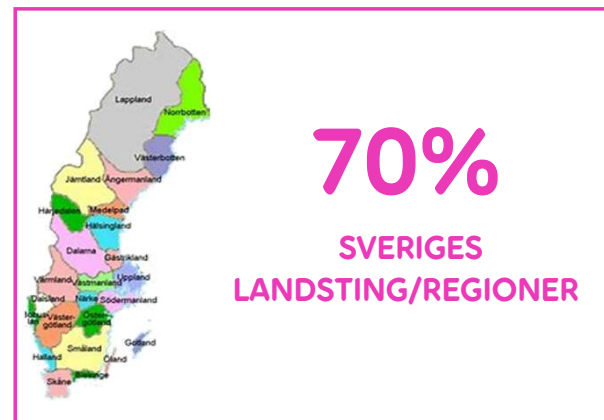 Lappland
Norrbotten
Västerbotten
Jämtland
Ångermanland
Härjedalen
Medelpad
Hälsingland
Dalarna
Gästrikland
Värmland
Västmanland
Uppland
Dalsland
Närke
Södermanland
Väster-
götland
Öster-
götland
Gotland
Småland
Öland
Halland
Blekinge
Skåne
70%
SVERIGES
LANDSTING/REGIONER